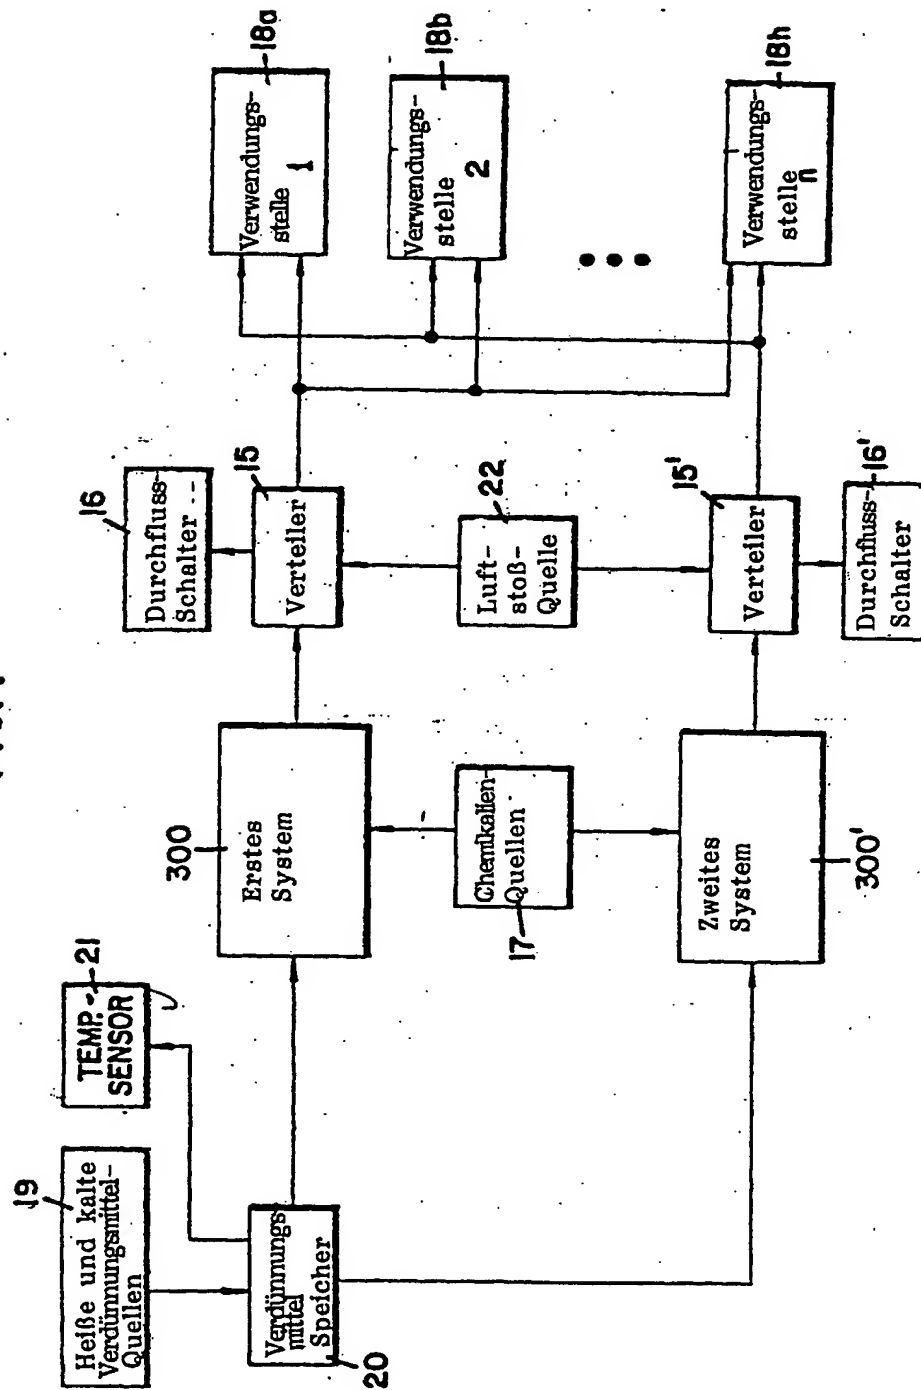 19
Heiße und kalte
Verdünnungsmittel-
Quellen
TEMP.-
SENSOR
21
Verdünnungs
mittel
Speicher
20
300
Erstes
System
Chemikalien-
Quellen
17
Zweites
System
300'
16
Durchfluss-
Schalter
15
Verteiler
22
Luft-
stoß-
Quelle
15'
Verteiler
Durchfluss-
Schalter
16'
Verwendungs-
stelle 1
18a
Verwendungs-
stelle 2
18b
Verwendungs-
stelle n
18n